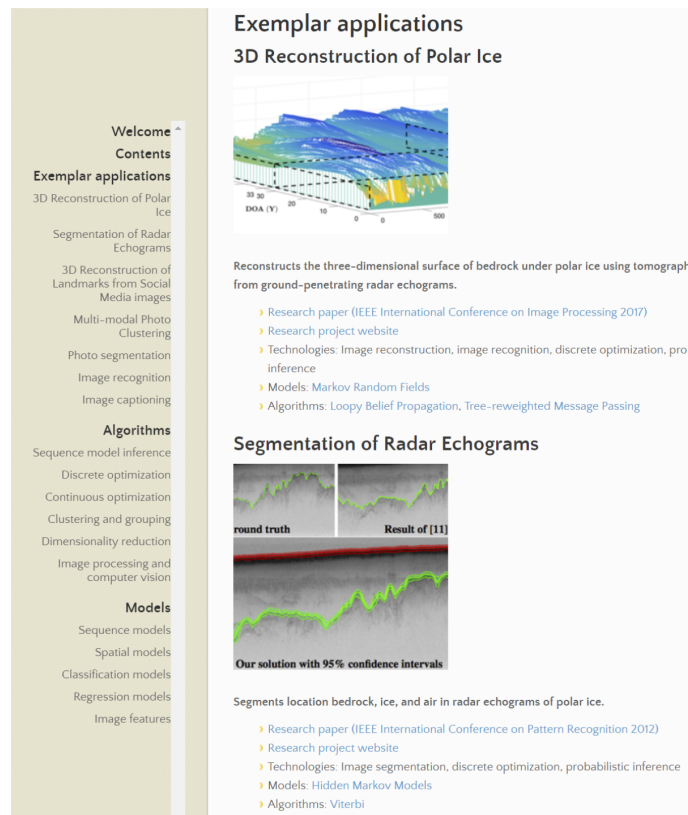 Welcome
Contents
Exemplar applications
3D Reconstruction of Polar
Ice
Segmentation of Radar
Echograms
3D Reconstruction of
Landmarks from Social
Media images
Multi-modal Photo
Clustering
Photo segmentation
Image recognition
Image captioning
Algorithms
Sequence model inference
Discrete optimization
Continuous optimization
Clustering and grouping
Dimensionality reduction
Image processing and
computer vision
Models
Sequence models
Spatial models
Classification models
Regression models
Image features
Exemplar applications
3D Reconstruction of Polar Ice
33 30 20 10 0 0 500
DOA (Y)
Reconstructs the three-dimensional surface of bedrock under polar ice using tomograph
from ground-penetrating radar echograms.
› Research paper (IEEE International Conference on Image Processing 2017)
› Research project website
› Technologies: Image reconstruction, image recognition, discrete optimization, pro
inference
› Models: Markov Random Fields
› Algorithms: Loopy Belief Propagation, Tree-reweighted Message Passing
Segmentation of Radar Echograms
round truth
Result of [11]
Our solution with 95% confidence intervals
Segments location bedrock, ice, and air in radar echograms of polar ice.
› Research paper (IEEE International Conference on Pattern Recognition 2012)
› Research project website
› Technologies: Image segmentation, discrete optimization, probabilistic inference
› Models: Hidden Markov Models
› Algorithms: Viterbi